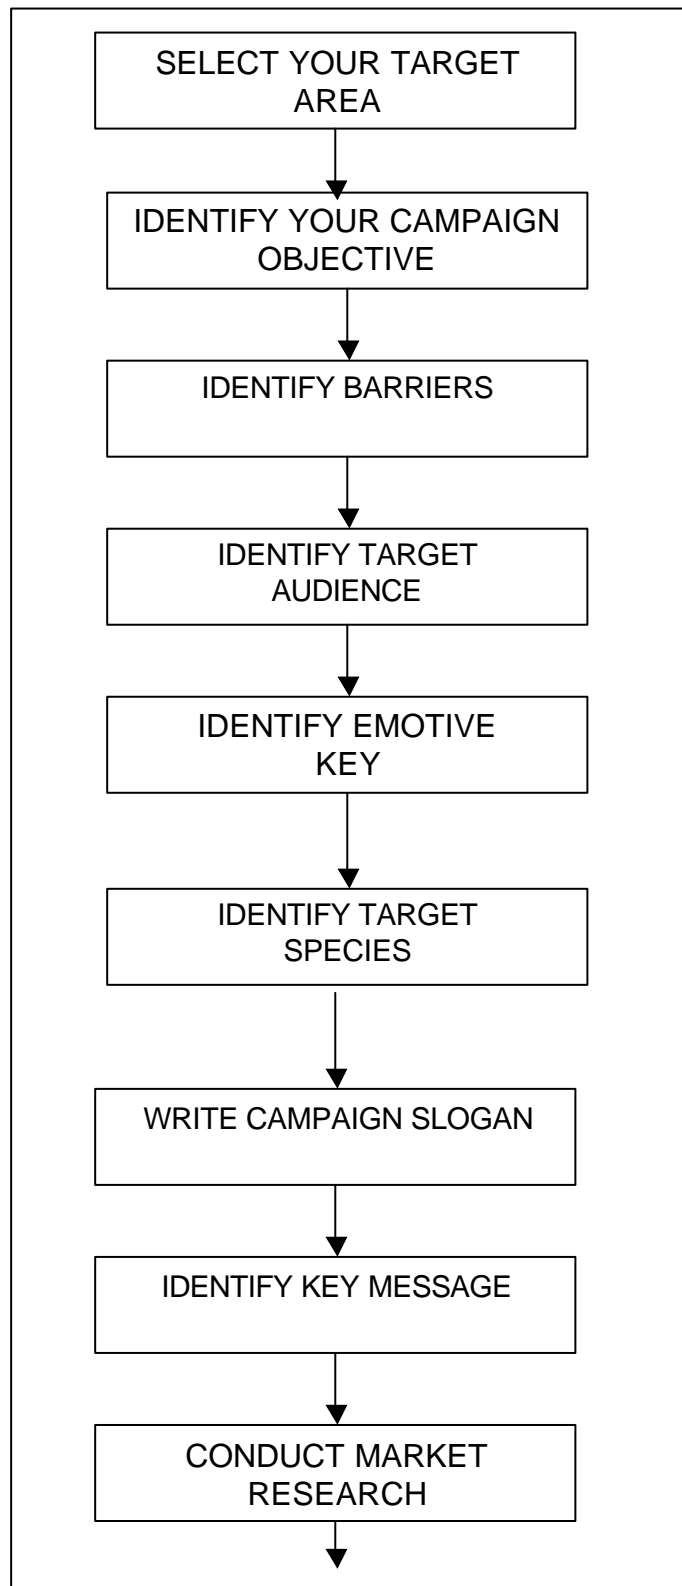 SELECT YOUR TARGET
AREA
IDENTIFY YOUR CAMPAIGN
OBJECTIVE
IDENTIFY BARRIERS
IDENTIFY TARGET
AUDIENCE
IDENTIFY EMOTIVE
KEY
IDENTIFY TARGET
SPECIES
WRITE CAMPAIGN SLOGAN
IDENTIFY KEY MESSAGE
CONDUCT MARKET
RESEARCH